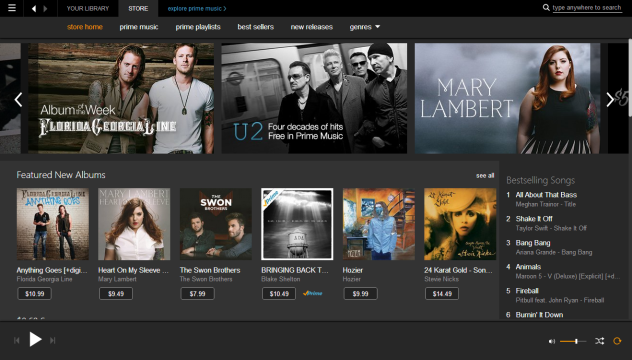 YOUR LIBRARY STORE explore prime music > type anywhere to search
store home prime music prime playlists best sellers new releases genres
Album of the Week
FLORIDA GEORGIA LINE
U2 Four decades of hits
Free in Prime Music
MARY
LAMBERT
Featured New Albums see all
FLORIDA GEORGIA LINE
ANYTHING GOES
MARY LAMBERT
THE
SWON
BROTHERS
Prime
Anything Goes [+digi...
Florida Georgia Line
$10.99
Heart On My Sleeve ...
Mary Lambert
$9.49
The Swon Brothers
The Swon Brothers
$7.99
BRINGING BACK T...
Blake Shelton
$10.49 Prime
Hozier
Hozier
$9.99
24 Karat Gold - Son...
Stevie Nicks
$14.49
Bestselling Songs
1 All About That Bass
Meghan Trainor - Title
2 Shake It Off
Taylor Swift - Shake It Off
3 Bang Bang
Ariana Grande - Bang Bang
4 Animals
Maroon 5 - V (Deluxe) [Explicit] [+d...
5 Fireball
Pitbull feat. John Ryan - Fireball
6 Burnin' It Down